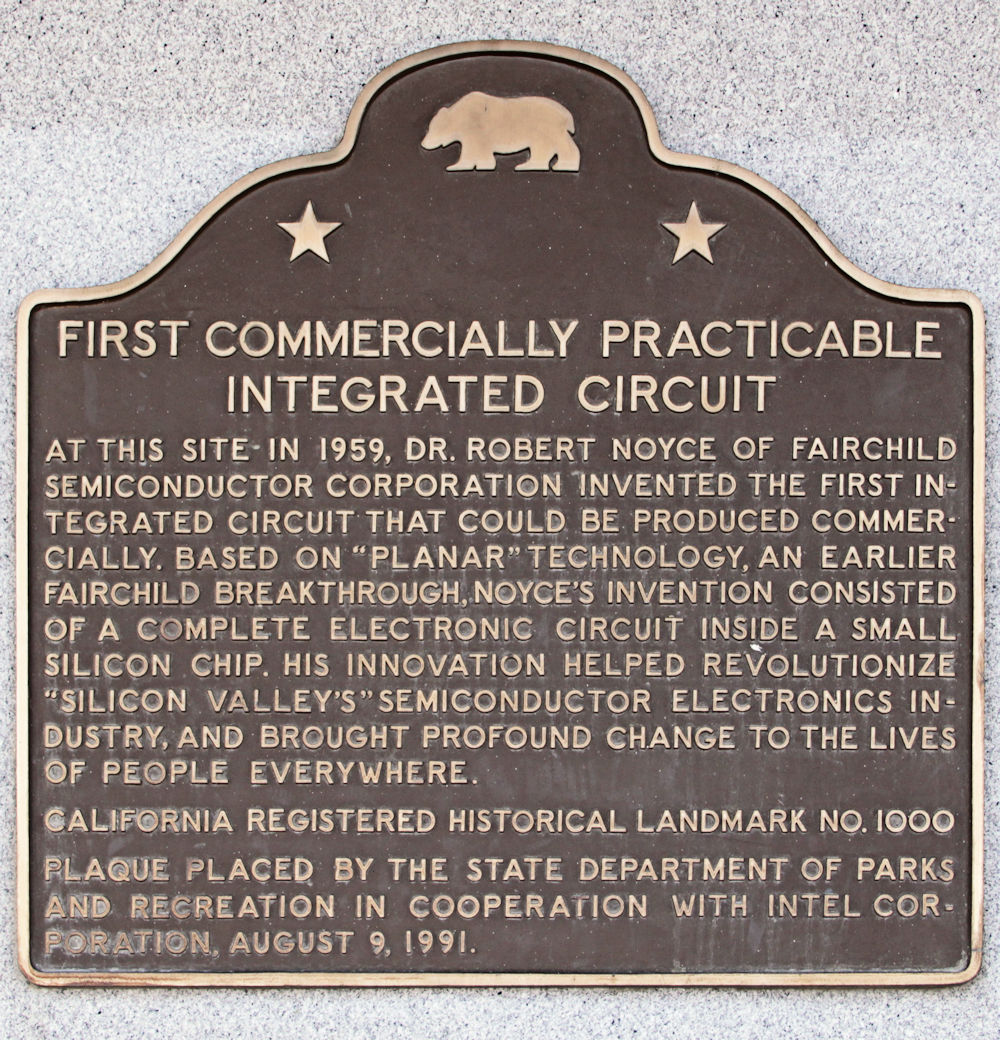 FIRST COMMERCIALLY PRACTICABLE
INTEGRATED CIRCUIT
AT THIS SITE IN 1959, DR. ROBERT NOYCE OF FAIRCHILD
SEMICONDUCTOR CORPORATION INVENTED THE FIRST IN-
TEGRATED CIRCUIT THAT COULD BE PRODUCED COMMER-
CIALLY. BASED ON "PLANAR" TECHNOLOGY, AN EARLIER
FAIRCHILD BREAKTHROUGH, NOYCE'S INVENTION CONSISTED
OF A COMPLETE ELECTRONIC CIRCUIT INSIDE A SMALL
SILICON CHIP. HIS INNOVATION HELPED REVOLUTIONIZE
"SILICON VALLEY'S" SEMICONDUCTOR ELECTRONICS IN-
DUSTRY, AND BROUGHT PROFOUND CHANGE TO THE LIVES
OF PEOPLE EVERYWHERE.
CALIFORNIA REGISTERED HISTORICAL LANDMARK NO. 1000
PLAQUE PLACED BY THE STATE DEPARTMENT OF PARKS
AND RECREATION IN COOPERATION WITH INTEL COR-
PORATION, AUGUST 9, 1991.